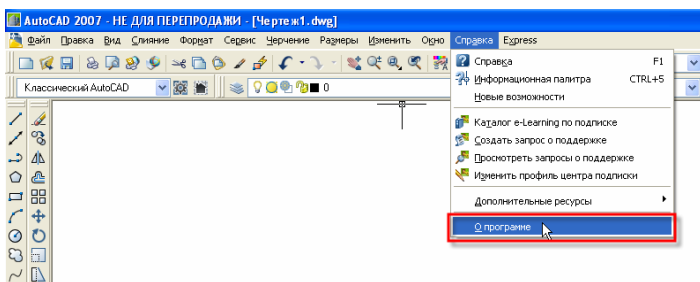 AutoCAD 2007 - НЕ ДЛЯ ПЕРЕПРОДАЖИ - [Чертеж1.dwg]
Файл Правка Вид Слияние Формат Сервис Черчение Размеры Изменить Окно Справка Express
Классический AutoCAD
0
Справка F1
Информационная палитра CTRL+5
Новые возможности
Каталог e-Learning по подписке
Создать запрос о поддержке
Просмотреть запросы о поддержке
Изменить профиль центра подписки
Дополнительные ресурсы
О программе